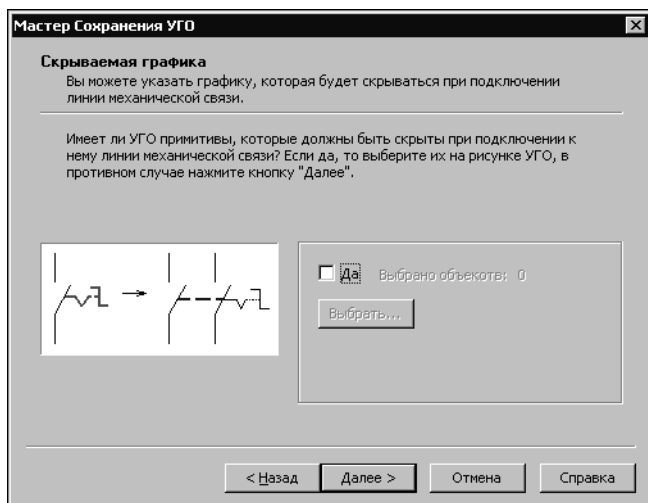 Мастер Сохранения УГО
Скрываемая графика
Вы можете указать графику, которая будет скрываться при подключении
линии механической связи.
Имеет ли УГО примитивы, которые должны быть скрыты при подключении к
нему линии механической связи? Если да, то выберите их на рисунке УГО, в
противном случае нажмите кнопку "Далее".
Да Выбрано объекотв: 0
Выбрать...
< Назад Далее > Отмена Справка